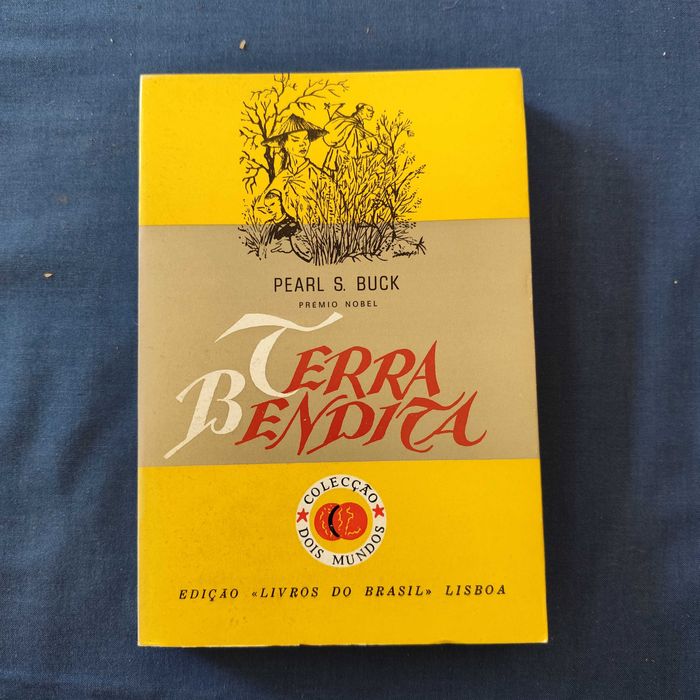 PEARL S. BUCK
PRÉMIO NOBEL
TERRA
BENDITA
COLECÇÃO
DOIS MUNDOS
EDIÇÃO «LIVROS DO BRASIL» LISBOA